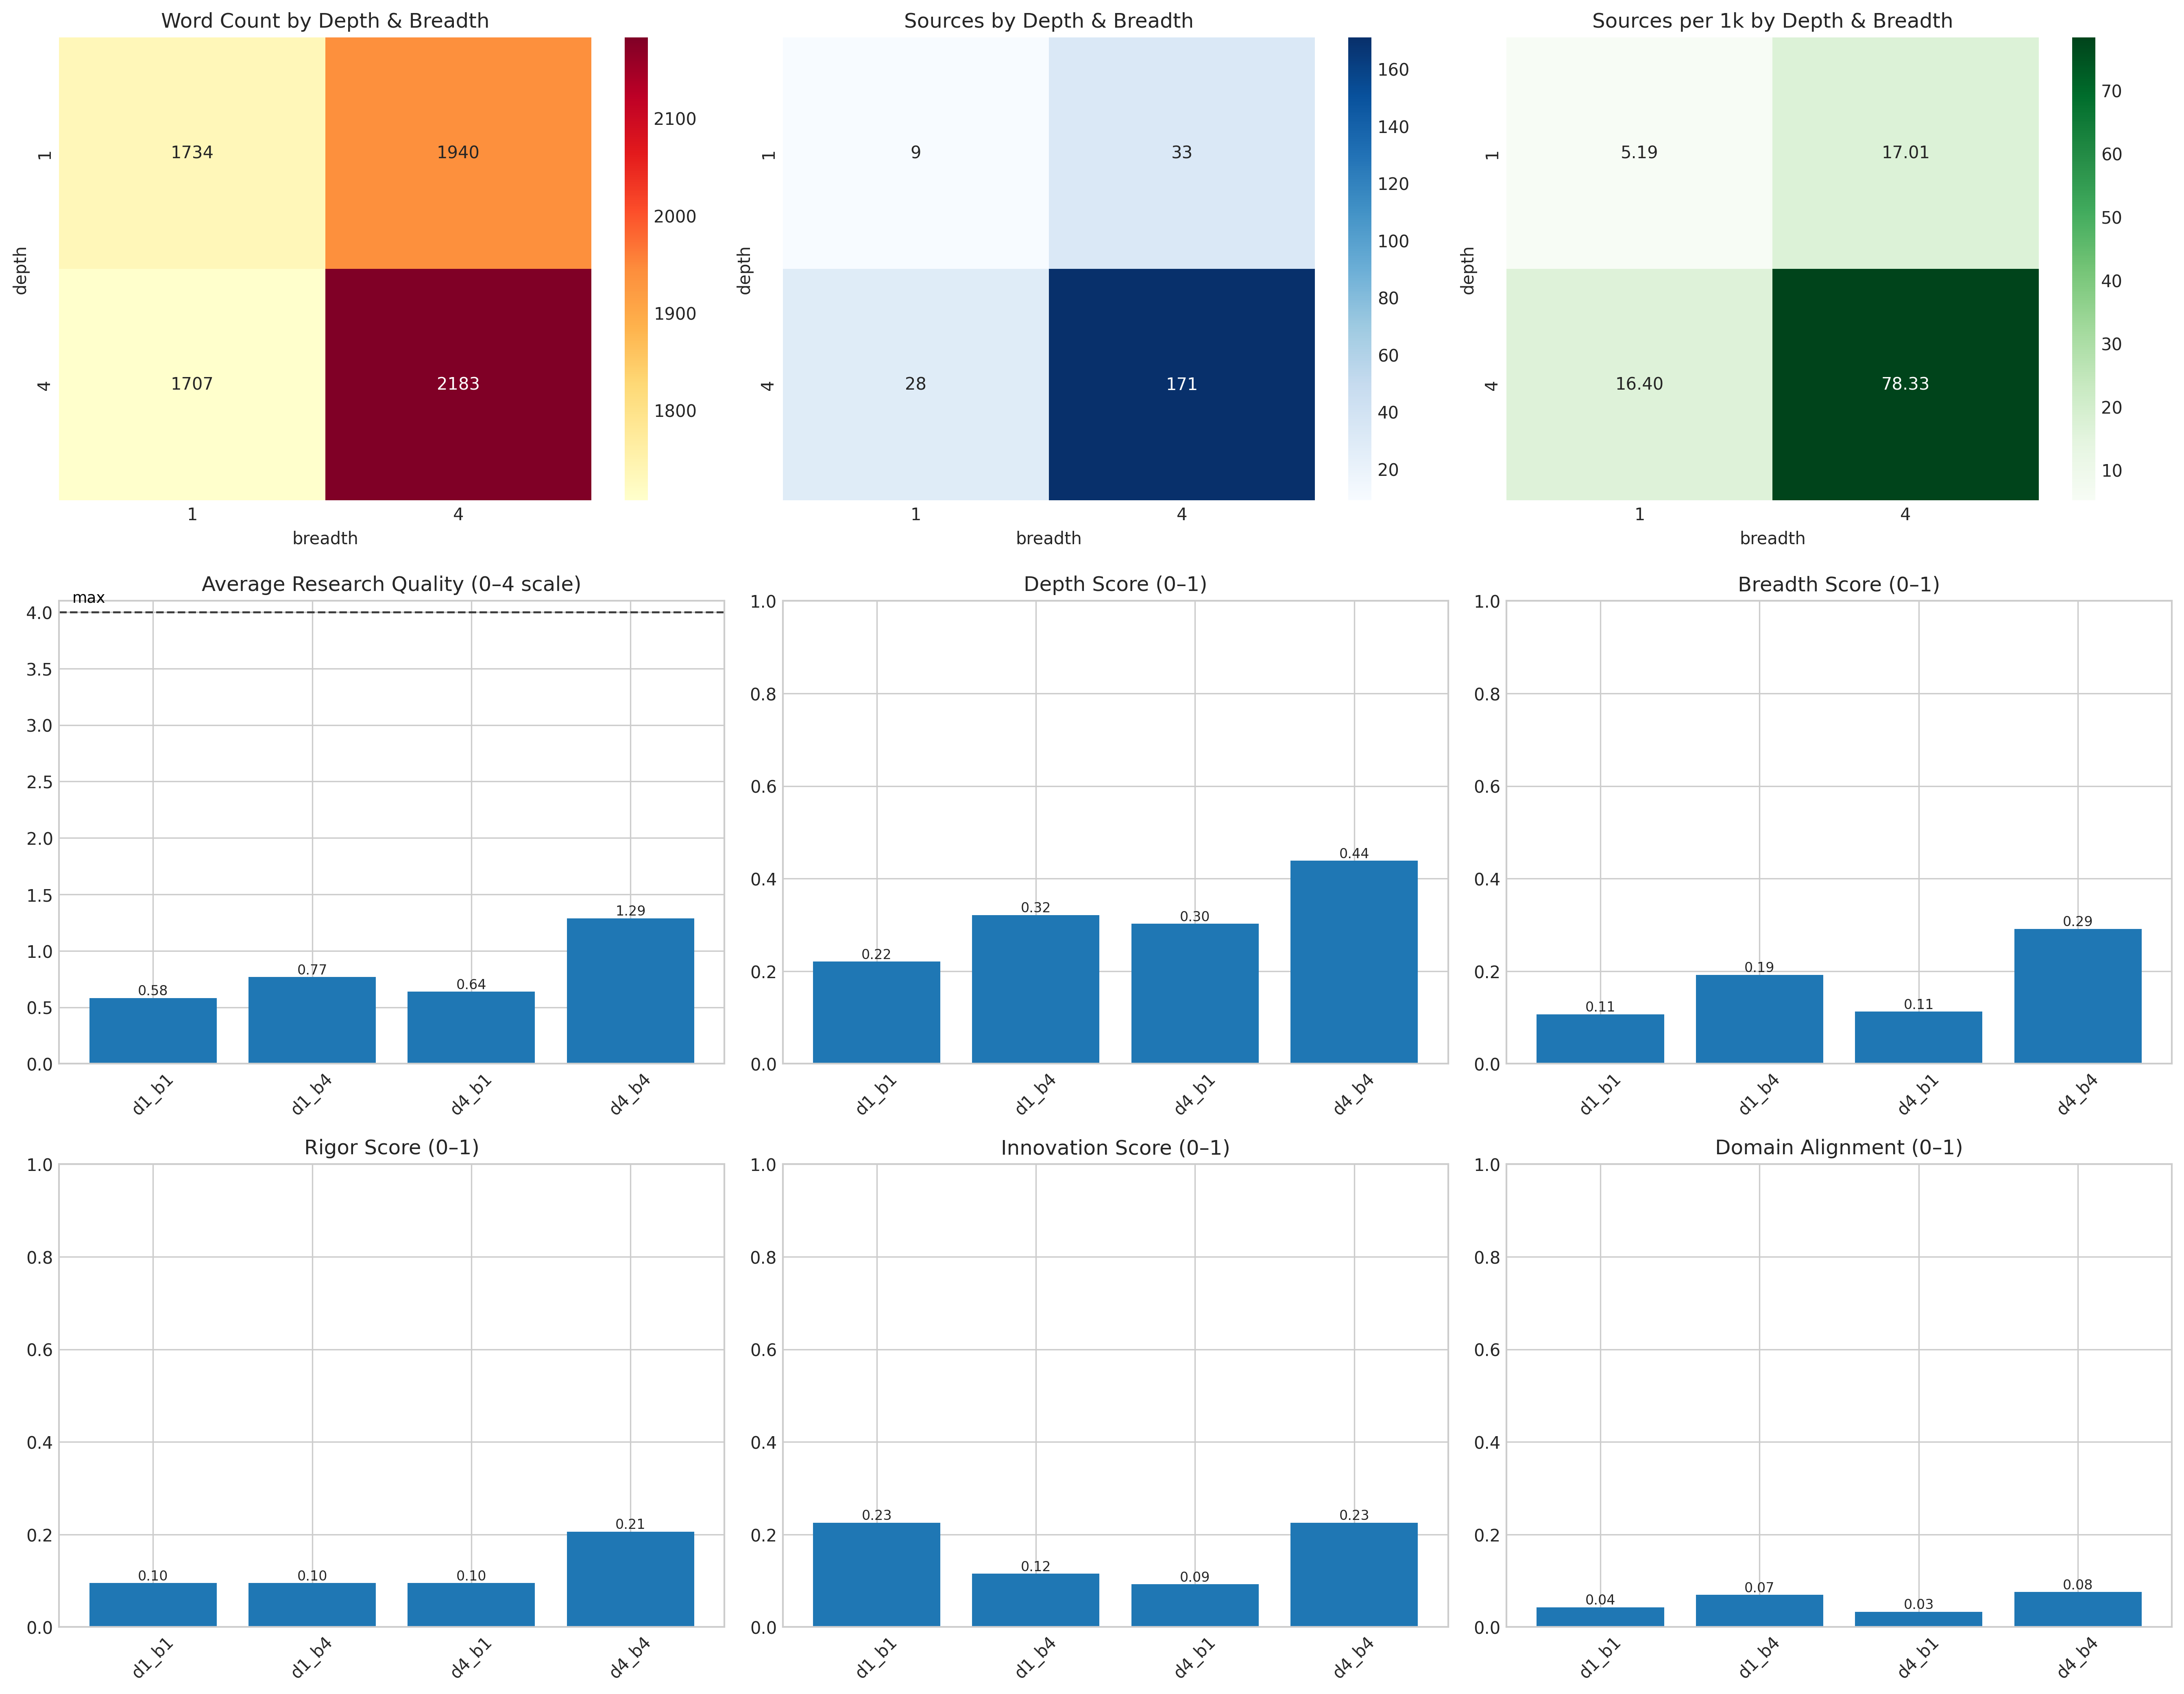 Word Count by Depth & Breadth
1734 1940
1707 2183
1
4
depth
1 4
breadth
2100
2000
1900
1800
Sources by Depth & Breadth
9 33
28 171
1
4
depth
1 4
breadth
160
140
120
100
80
60
40
20
Sources per 1k by Depth & Breadth
5.19 17.01
16.40 78.33
1
4
depth
1 4
breadth
70
60
50
40
30
20
10
Average Research Quality (0–4 scale)
max
4.0
3.5
3.0
2.5
2.0
1.5
1.0
0.5
0.0
0.58 0.77 0.64 1.29
d1_b1 d1_b4 d4_b1 d4_b4
Depth Score (0–1)
1.0
0.8
0.6
0.4
0.2
0.0
0.22 0.32 0.30 0.44
d1_b1 d1_b4 d4_b1 d4_b4
Breadth Score (0–1)
1.0
0.8
0.6
0.4
0.2
0.0
0.11 0.19 0.11 0.29
d1_b1 d1_b4 d4_b1 d4_b4
Rigor Score (0–1)
1.0
0.8
0.6
0.4
0.2
0.0
0.10 0.10 0.10 0.21
d1_b1 d1_b4 d4_b1 d4_b4
Innovation Score (0–1)
1.0
0.8
0.6
0.4
0.2
0.0
0.23 0.12 0.09 0.23
d1_b1 d1_b4 d4_b1 d4_b4
Domain Alignment (0–1)
1.0
0.8
0.6
0.4
0.2
0.0
0.04 0.07 0.03 0.08
d1_b1 d1_b4 d4_b1 d4_b4